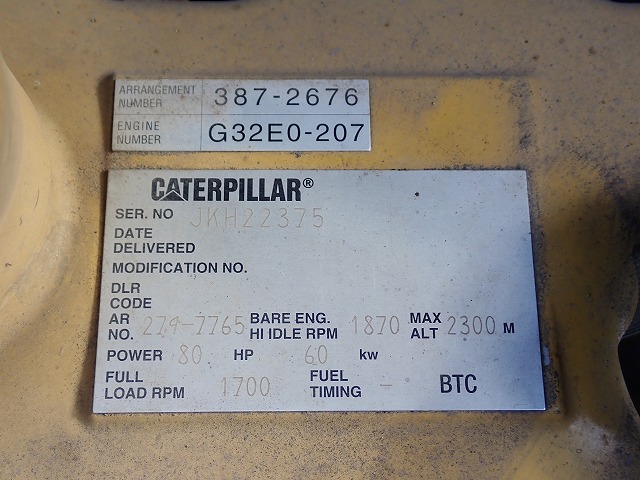 ARRANGEMENT NUMBER 387-2676
ENGINE NUMBER G32E0-207
CATERPILLAR®
SER. NO JKH22375
DATE DELIVERED
MODIFICATION NO.
DLR CODE
AR NO. 274-7765 BARE ENG. HI IDLE RPM 1870 MAX ALT 2300 M
POWER 80 HP 60 kw
FULL LOAD RPM 1700 FUEL TIMING - BTC